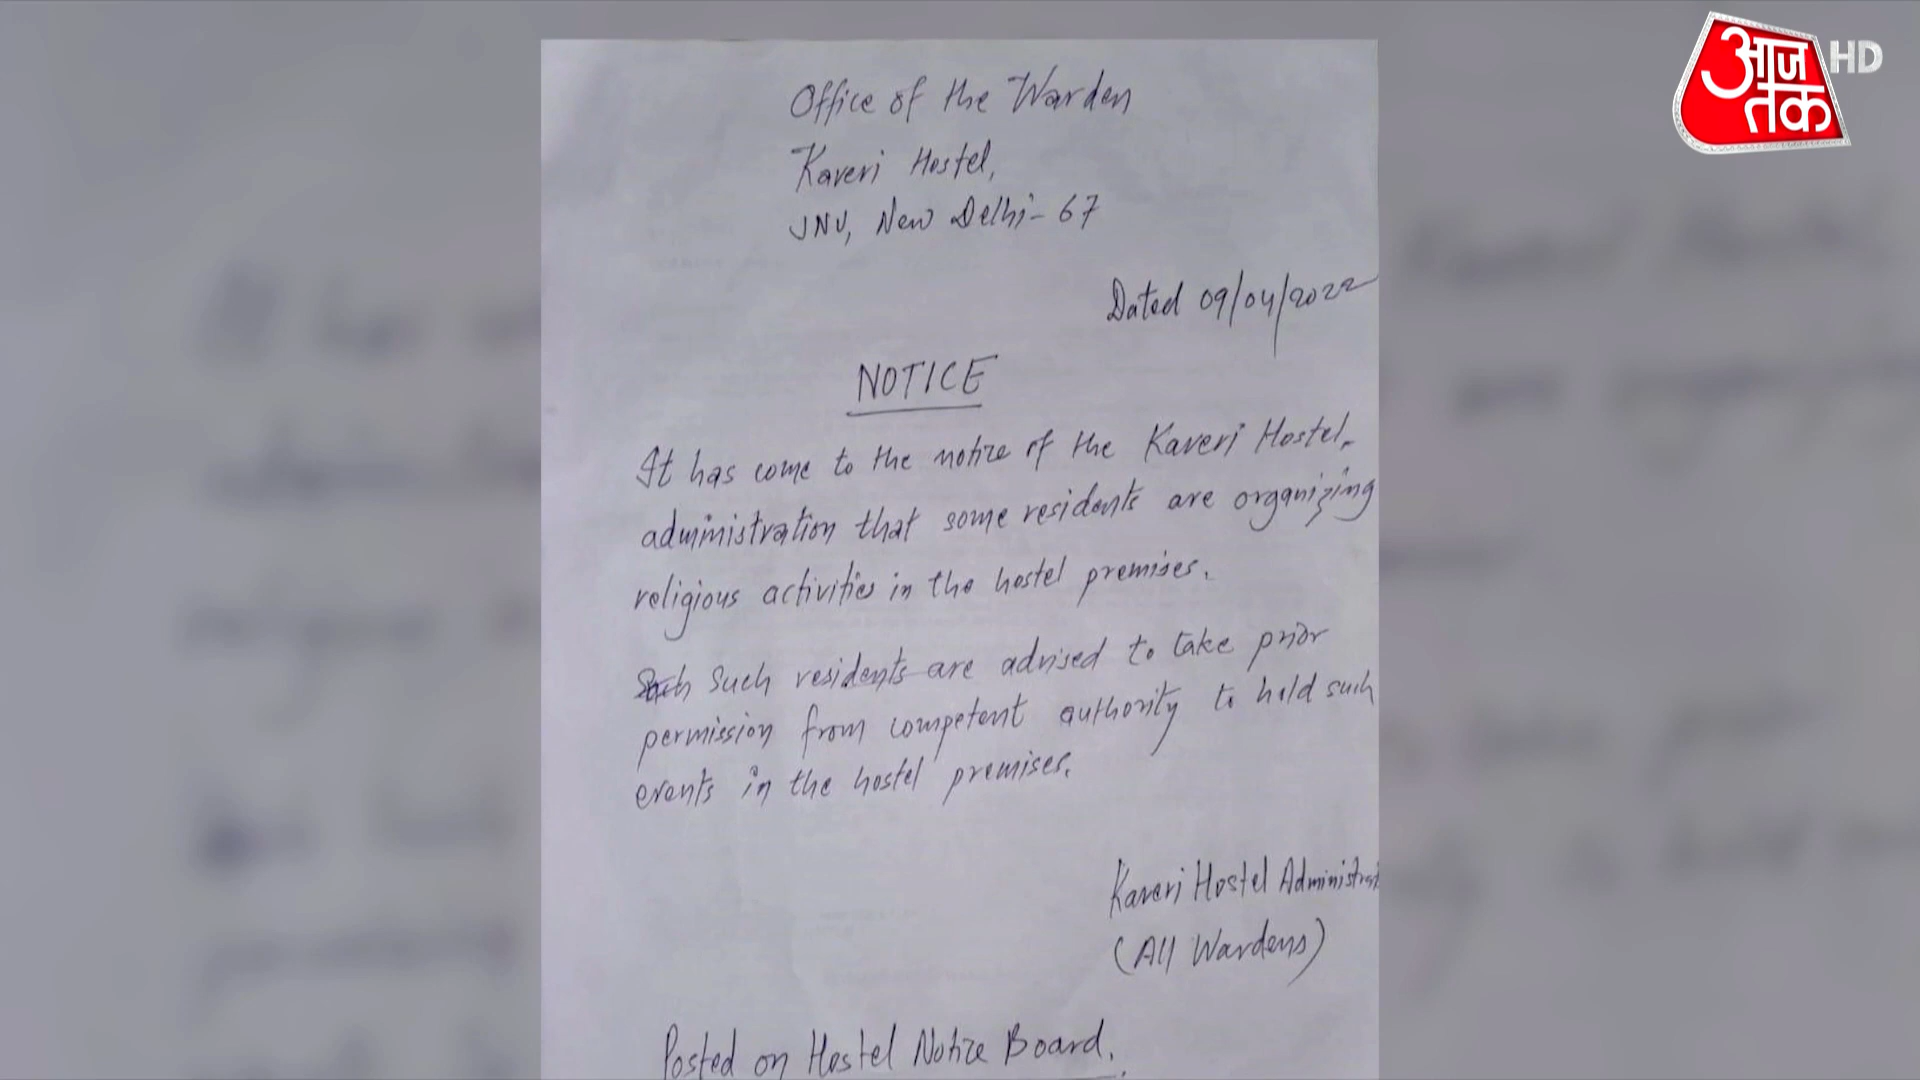 आज तक HD
Office of the Warden
Kaveri Hostel,
JNU, New Delhi-67
Dated 09/04/2022
NOTICE
It has come to the notice of the Kaveri Hostel,
administration that some residents are organizing
religious activities in the hostel premises.
Such residents are advised to take prior
permission from competent authority to hold such
events in the hostel premises.
Kaveri Hostel Administrat
(All Wardens)
Posted on Hostel Notice Board.